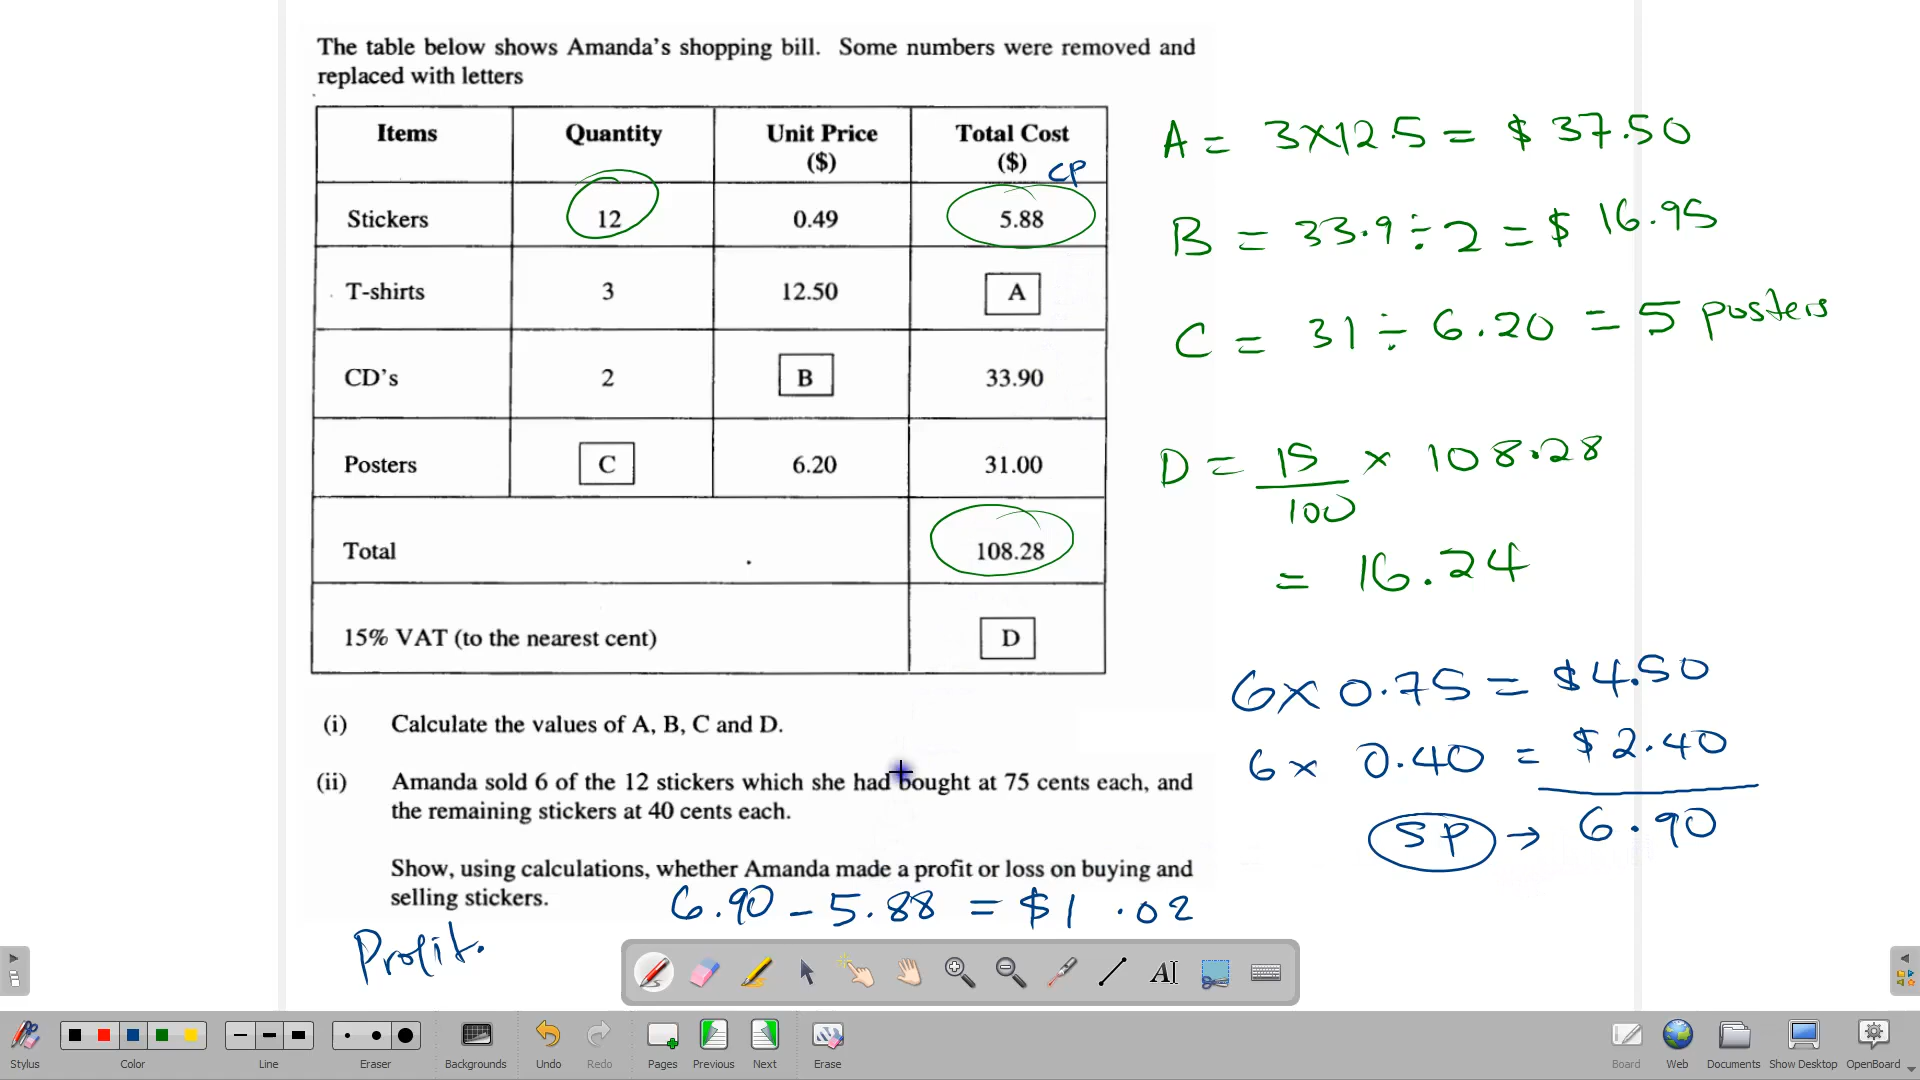 The table below shows Amanda's shopping bill. Some numbers were removed and
replaced with letters
Items Quantity Unit Price ($) Total Cost ($) CP
Stickers 12 0.49 5.88
T-shirts 3 12.50 A
CD's 2 B 33.90
Posters C 6.20 31.00
Total 108.28
15% VAT (to the nearest cent) D
A = 3×12.5 = $ 37.50
B = 33.9 ÷ 2 = $ 16.95
C = 31 ÷ 6.20 = 5 posters
D = 15/100 × 108.28
= 16.24
(i) Calculate the values of A, B, C and D.
(ii) Amanda sold 6 of the 12 stickers which she had bought at 75 cents each, and
the remaining stickers at 40 cents each.
Show, using calculations, whether Amanda made a profit or loss on buying and
selling stickers.
6 × 0.75 = $4.50
6 × 0.40 = $2.40
SP → 6.90
6.90 - 5.88 = $1.02
Profit.
AI
Stylus Color Line Eraser Backgrounds Undo Redo Pages Previous Next Erase Board Web Documents Show Desktop OpenBoard